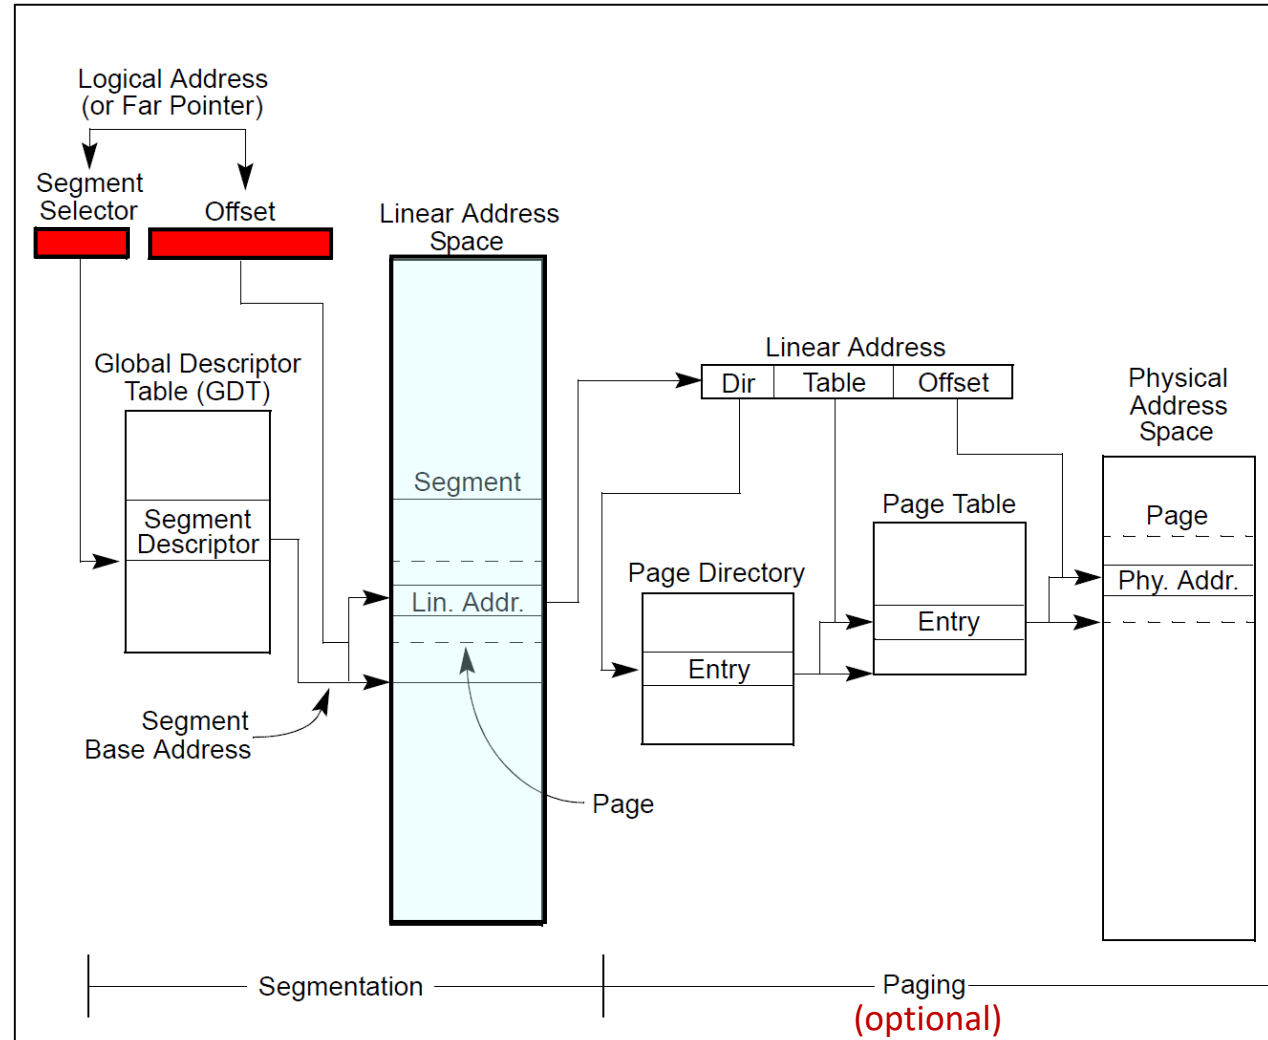 Logical Address
(or Far Pointer)
Segment
Selector
Offset
Linear Address
Space
Global Descriptor
Table (GDT)
Segment
Descriptor
Segment
Lin. Addr.
Segment
Base Address
Page
Linear Address
Dir
Table
Offset
Page Directory
Entry
Page Table
Entry
Physical
Address
Space
Page
Phy. Addr.
Segmentation
Paging
(optional)